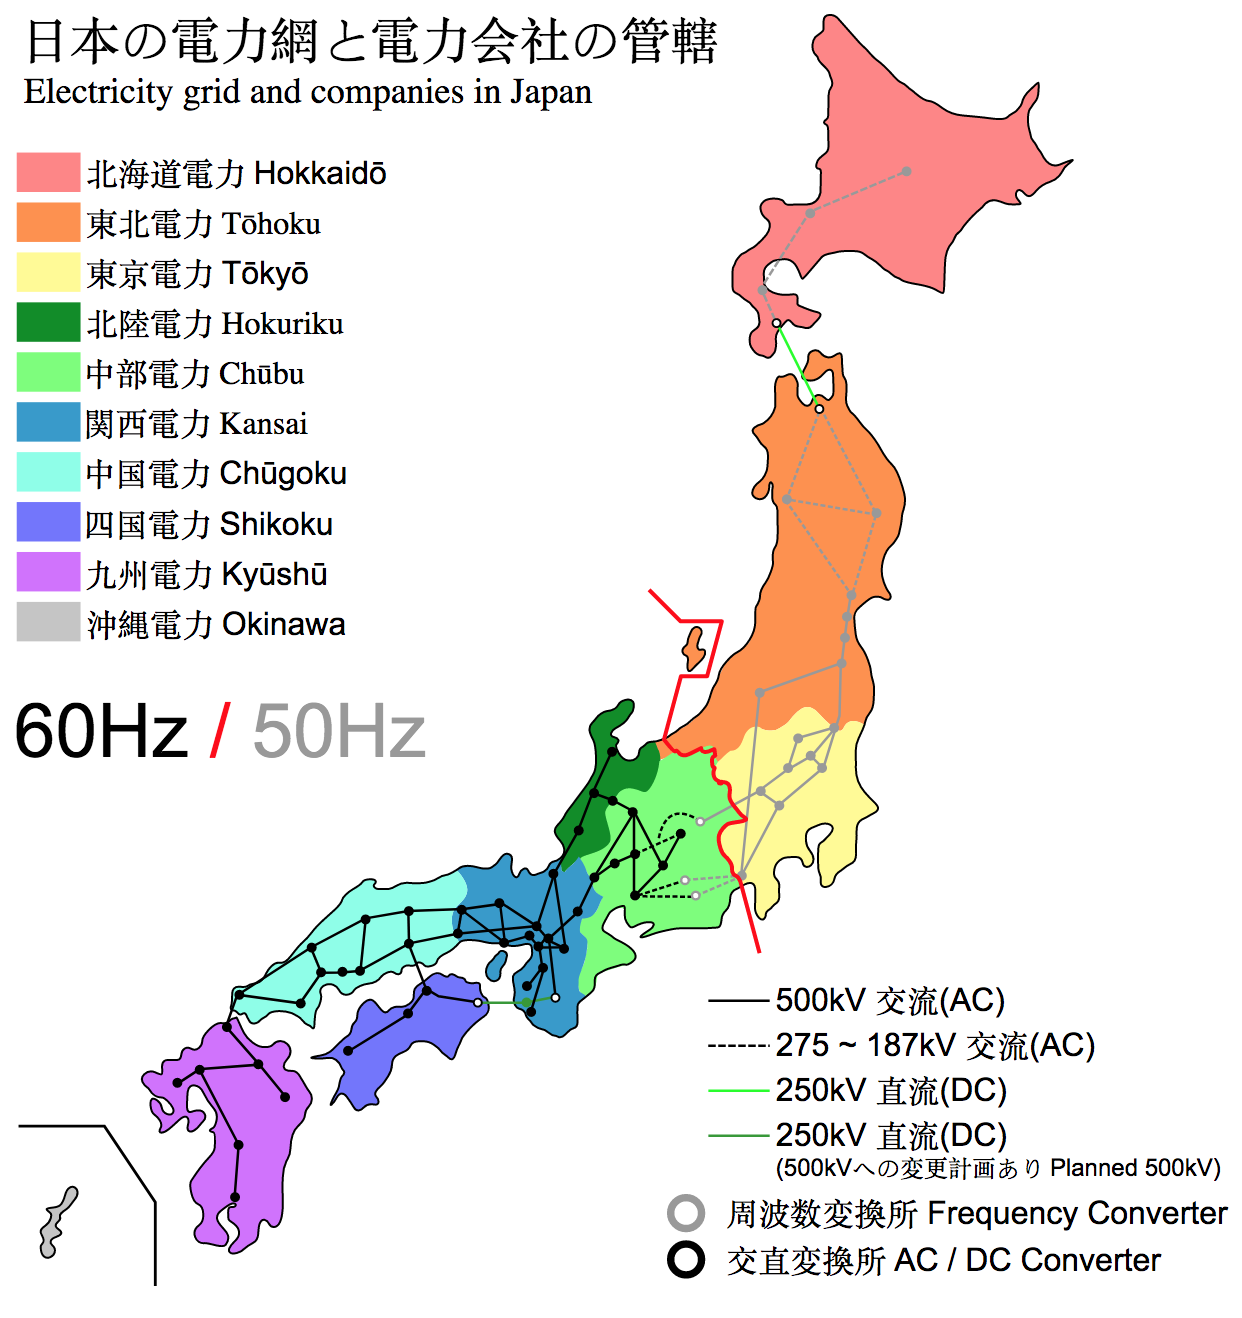 日本の電力網と電力会社の管轄
Electricity grid and companies in Japan
北海道電力 Hokkaidō
東北電力 Tōhoku
東京電力 Tōkyō
北陸電力 Hokuriku
中部電力 Chūbu
関西電力 Kansai
中国電力 Chūgoku
四国電力 Shikoku
九州電力 Kyūshū
沖縄電力 Okinawa
60Hz / 50Hz
500kV 交流(AC)
275 ~ 187kV 交流(AC)
250kV 直流(DC)
250kV 直流(DC)
(500kVへの変更計画あり Planned 500kV)
周波数変換所 Frequency Converter
交直変換所 AC / DC Converter